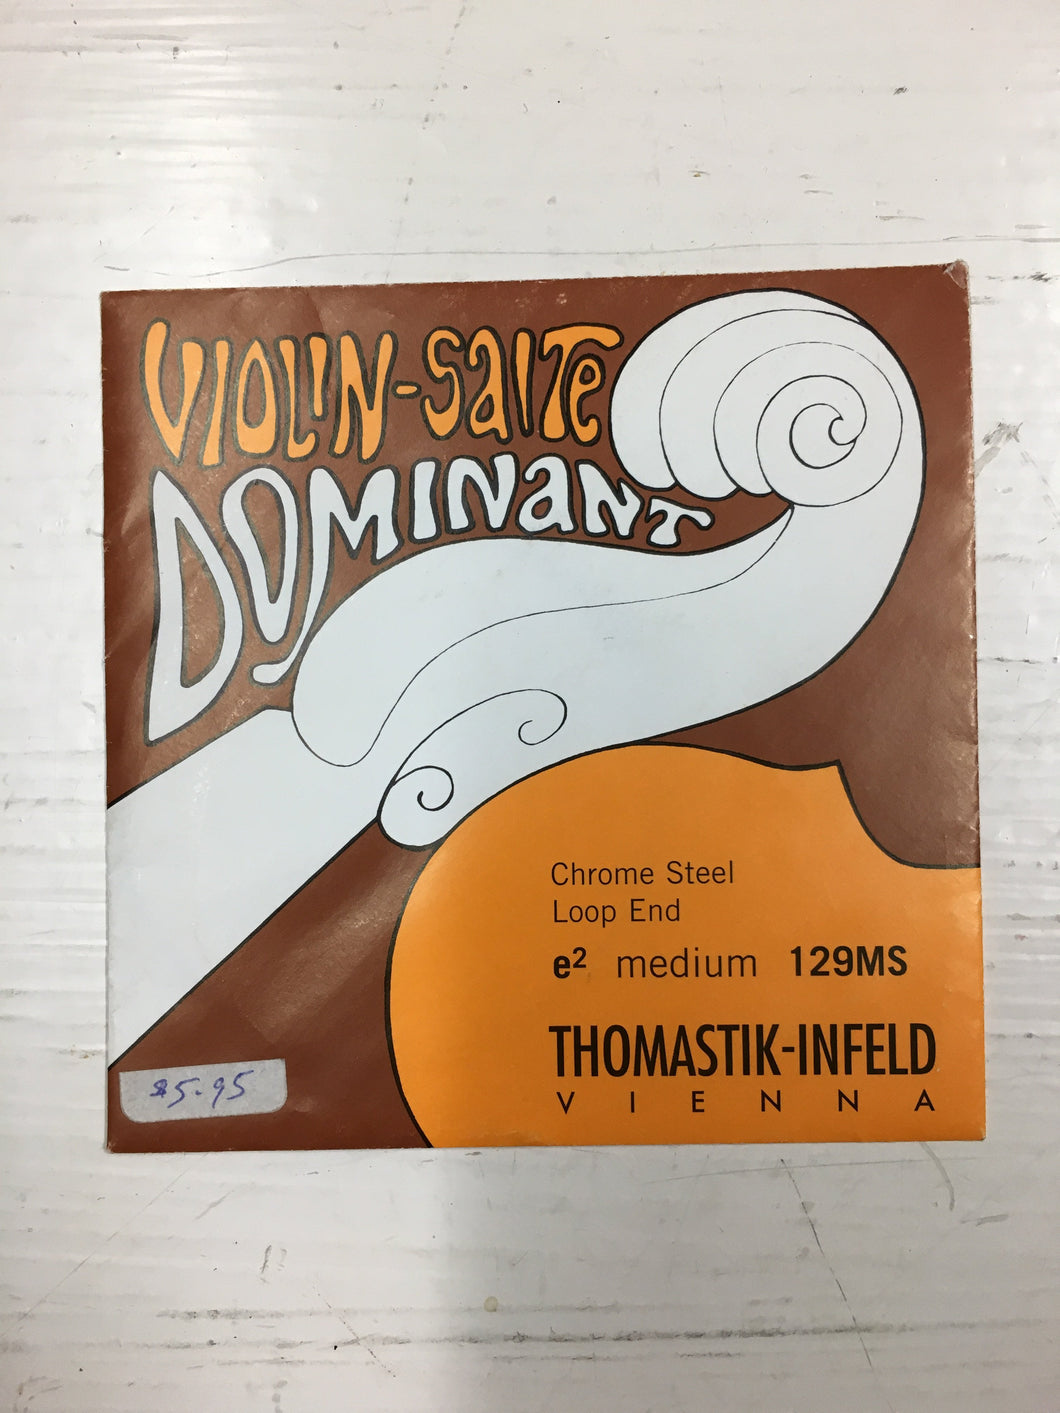 VIOLIN-SAITE
DOMINANT
Chrome Steel
Loop End
e² medium 129MS
THOMASTIK-INFELD
VIENNA
$5.95